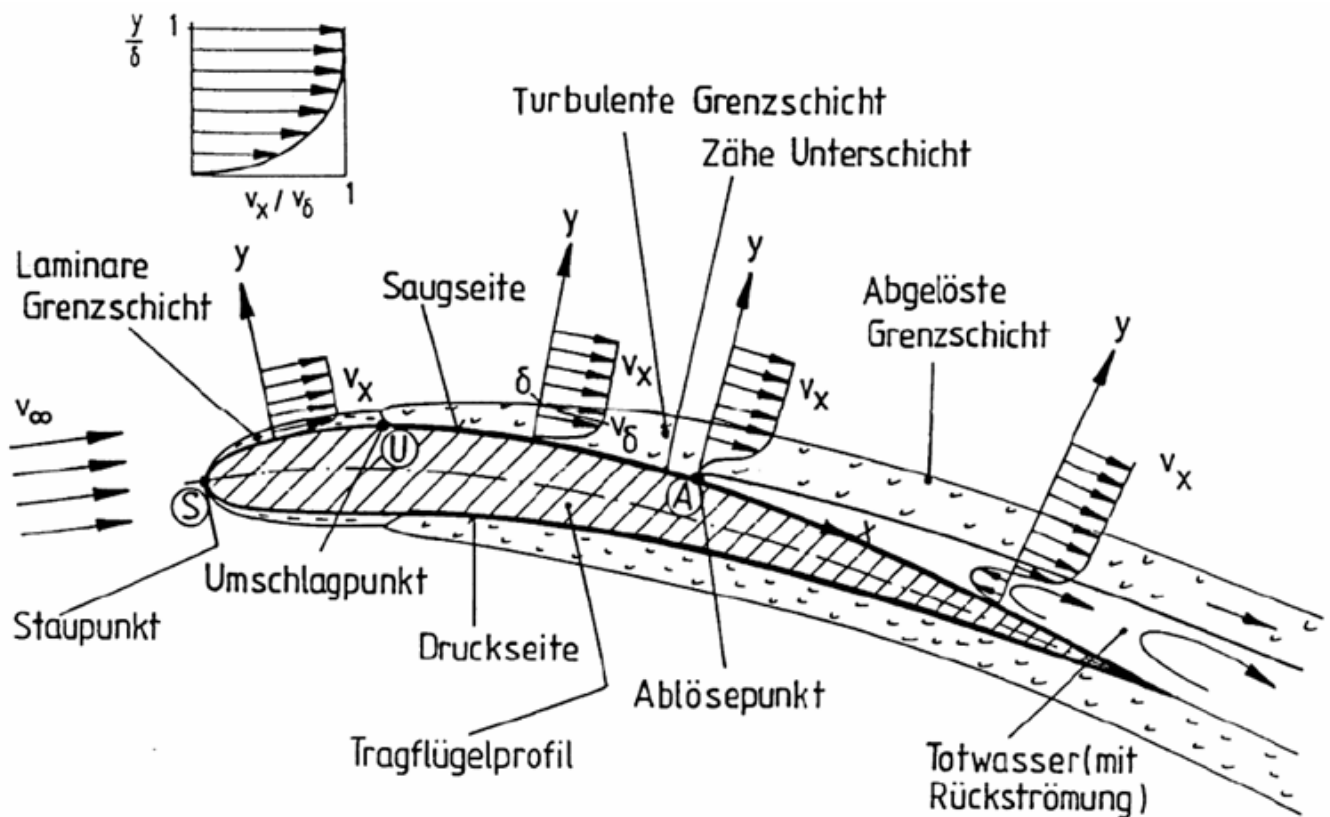 y/δ
1
v_x / v_δ
1
Turbulente Grenzschicht
Zähe Unterschicht
Laminare
Grenzschicht
y
Saugseite
y
y
Abgelöste
Grenzschicht
y
v_∞
v_x
δ
v_x
v_δ
v_x
v_x
U
S
A
x
Umschlagpunkt
Staupunkt
Druckseite
Ablösepunkt
Tragflügelprofil
Totwasser(mit
Rückströmung)